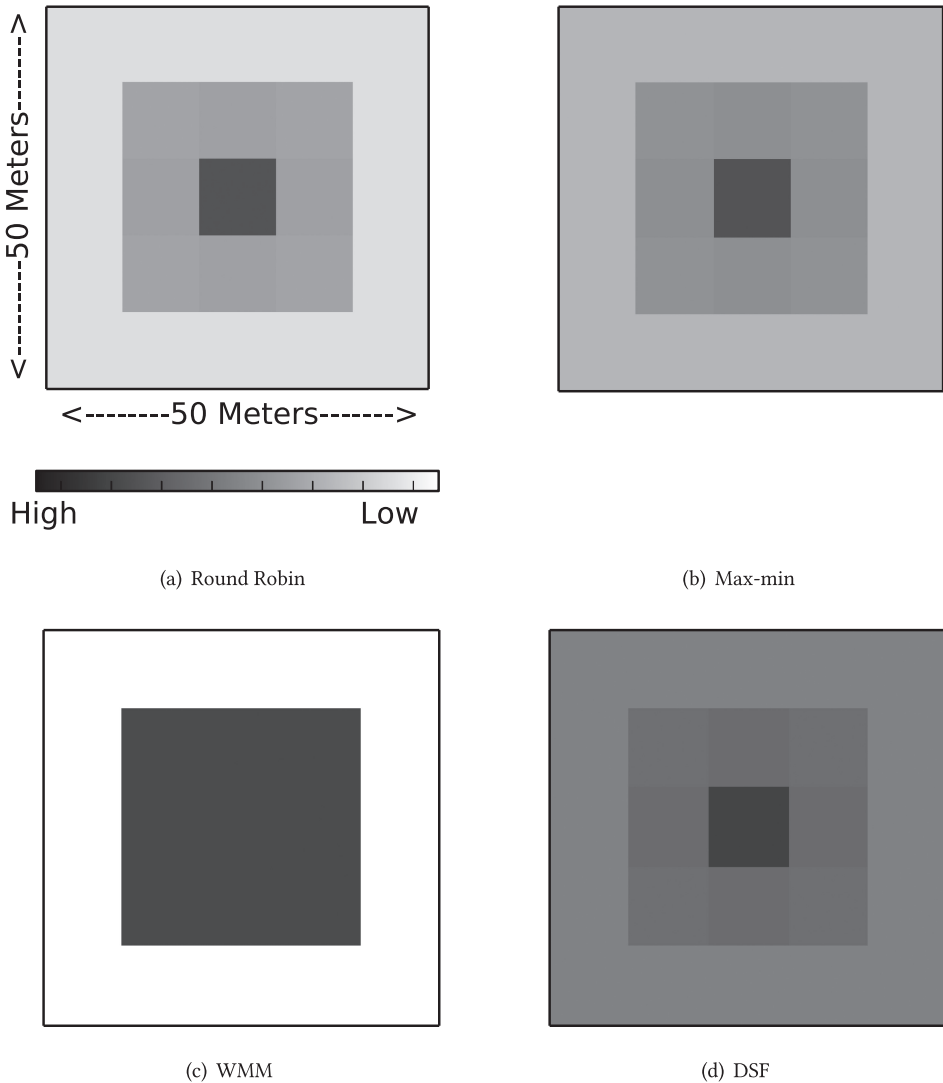 <-------50 Meters------->
<--------50 Meters------->
High Low
(a) Round Robin
(b) Max-min
(c) WMM
(d) DSF